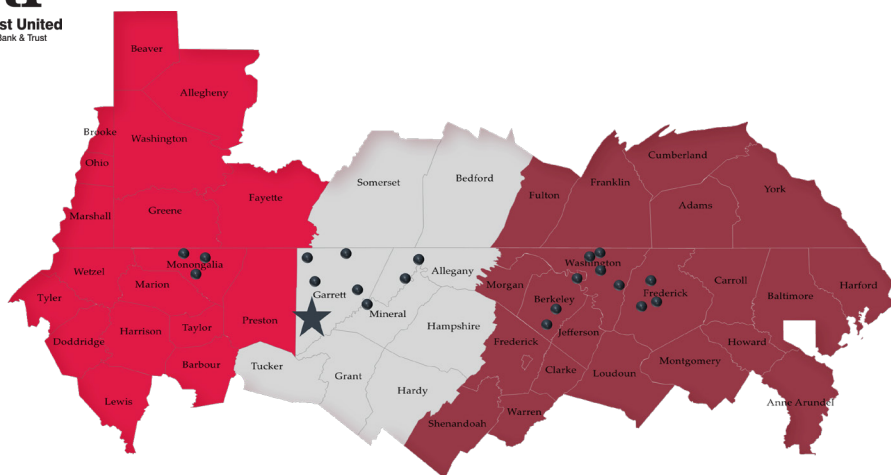 st United
Bank & Trust
Beaver
Allegheny
Brooke
Washington
Ohio
Cumberland
Somerset
Bedford
Franklin
York
Fulton
Fayette
Adams
Marshall
Greene
Wetzel
Monongalia
Washington
Allegany
Marion
Morgan
Frederick
Carroll
Harford
Tyler
Garrett
Berkeley
Baltimore
Mineral
Preston
Taylor
Harrison
Hampshire
Jefferson
Doddridge
Frederick
Howard
Barbour
Tucker
Montgomery
Grant
Clarke
Loudoun
Hardy
Lewis
Anne Arundel
Warren
Shenandoah